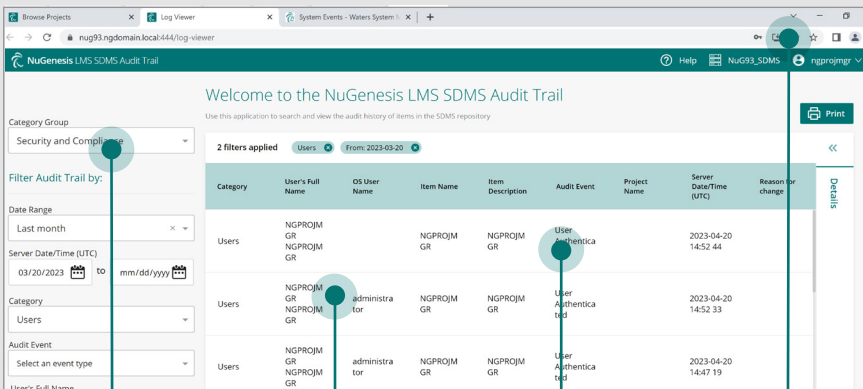 Browse Projects
Log Viewer
System Events - Waters System
nug93.ngdomain.local:444/log-viewer
NuGenesis LMS SDMS Audit Trail
Help
NuG93_SDMS
ngprojmgr
Welcome to the NuGenesis LMS SDMS Audit Trail
Use this application to search and view the audit history of items in the SDMS repository
Print
Category Group
Security and Compliance
Filter Audit Trail by:
Date Range
Last month
Server Date/Time (UTC)
03/20/2023 to mm/dd/yyyy
Category
Users
Audit Event
Select an event type
User's Full Name
2 filters applied
Users
From: 2023-03-20
Details
Category
User's Full
Name
OS User
Name
Item Name
Item
Description
Audit Event
Project
Name
Server
Date/Time
(UTC)
Reason for
change
Users
NGPROJM
GR
NGPROJM
GR
NGPROJM
GR
NGPROJM
GR
User
Authentica
2023-04-20
14:52 44
Users
NGPROJM
GR
NGPROJM
GR
administra
tor
NGPROJM
GR
NGPROJM
GR
User
Authentica
ted
2023-04-20
14:52 33
Users
NGPROJM
GR
NGPROJM
GR
administra
tor
NGPROJM
GR
NGPROJM
GR
User
Authentica
ted
2023-04-20
14:47 19